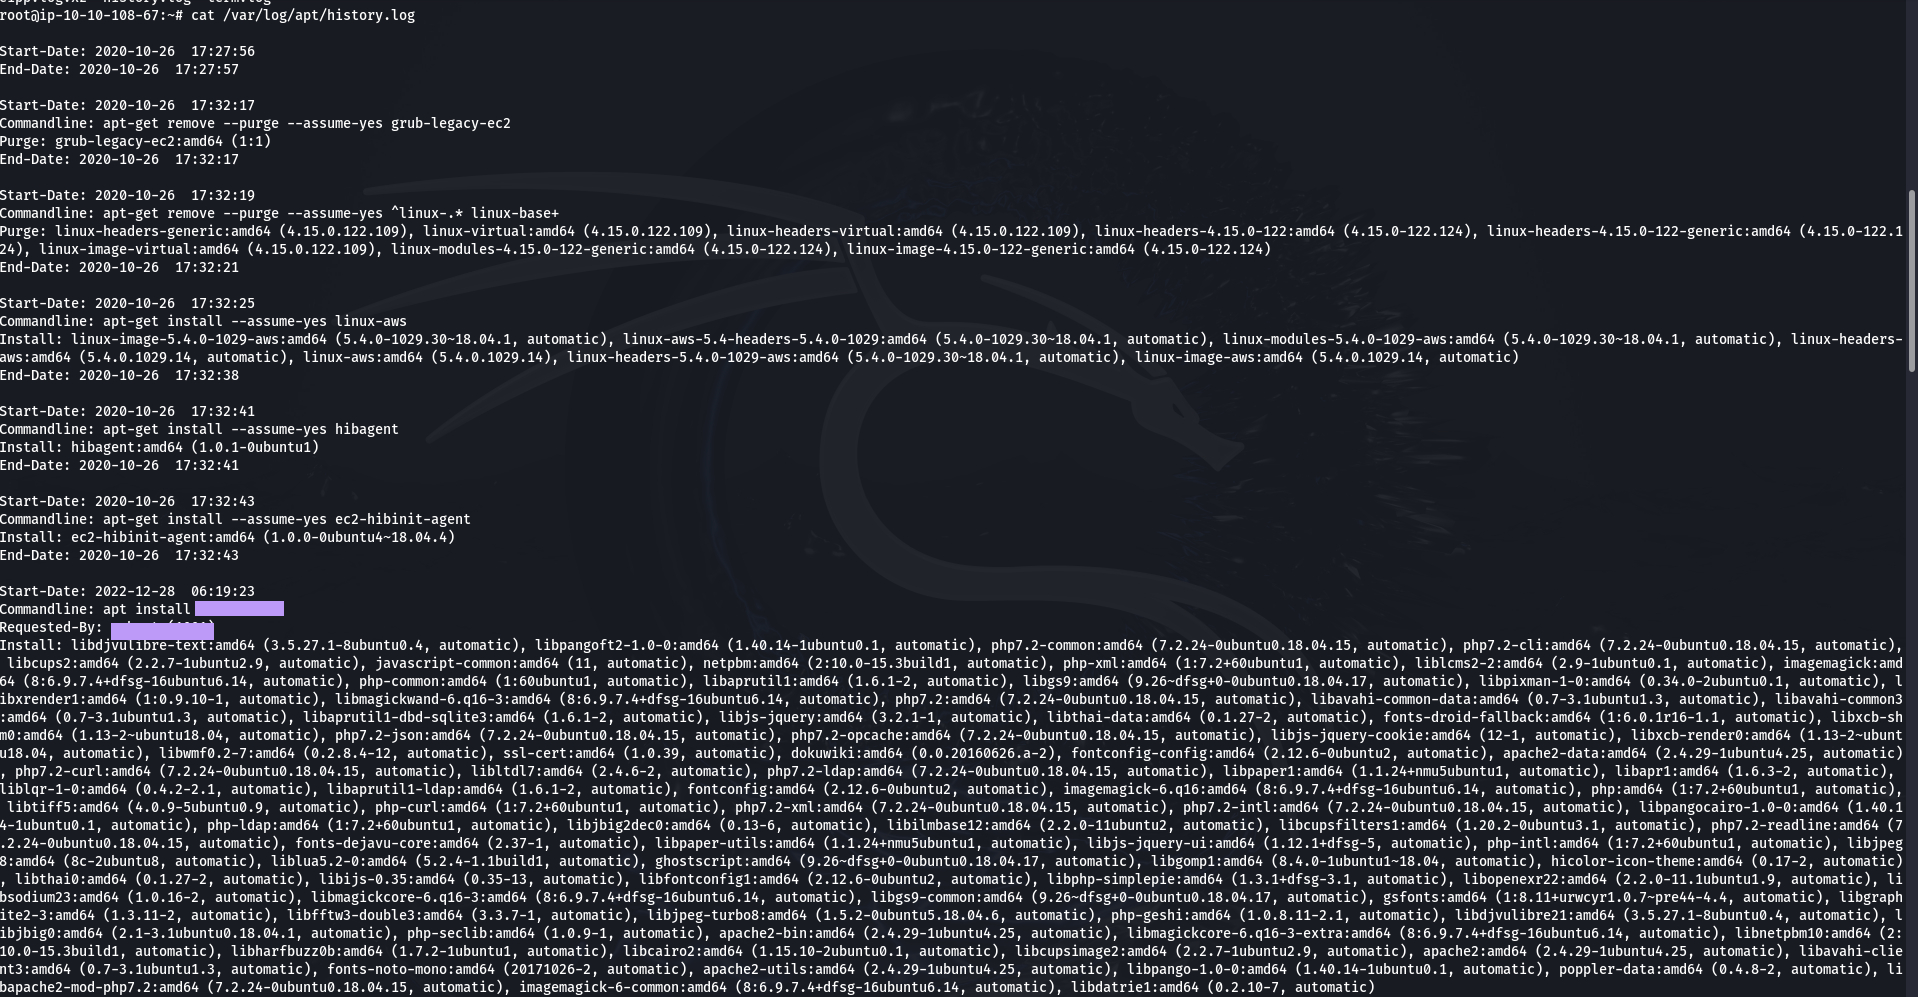 root@ip-10-10-108-67:~# cat /var/log/apt/history.log
Start-Date: 2020-10-26  17:27:56
End-Date: 2020-10-26  17:27:57
Start-Date: 2020-10-26  17:32:17
Commandline: apt-get remove --purge --assume-yes grub-legacy-ec2
Purge: grub-legacy-ec2:amd64 (1:1)
End-Date: 2020-10-26  17:32:17
Start-Date: 2020-10-26  17:32:19
Commandline: apt-get remove --purge --assume-yes ^linux-.* linux-base+
Purge: linux-headers-generic:amd64 (4.15.0.122.109), linux-virtual:amd64 (4.15.0.122.109), linux-headers-virtual:amd64 (4.15.0.122.109), linux-headers-4.15.0-122:amd64 (4.15.0-122.124), linux-headers-4.15.0-122-generic:amd64 (4.15.0-122.1
24), linux-image-virtual:amd64 (4.15.0.122.109), linux-modules-4.15.0-122-generic:amd64 (4.15.0-122.124), linux-image-4.15.0-122-generic:amd64 (4.15.0-122.124)
End-Date: 2020-10-26  17:32:21
Start-Date: 2020-10-26  17:32:25
Commandline: apt-get install --assume-yes linux-aws
Install: linux-image-5.4.0-1029-aws:amd64 (5.4.0-1029.30~18.04.1, automatic), linux-aws-5.4-headers-5.4.0-1029:amd64 (5.4.0-1029.30~18.04.1, automatic), linux-modules-5.4.0-1029-aws:amd64 (5.4.0-1029.30~18.04.1, automatic), linux-headers-
aws:amd64 (5.4.0.1029.14, automatic), linux-aws:amd64 (5.4.0.1029.14), linux-headers-5.4.0-1029-aws:amd64 (5.4.0-1029.30~18.04.1, automatic), linux-image-aws:amd64 (5.4.0.1029.14, automatic)
End-Date: 2020-10-26  17:32:38
Start-Date: 2020-10-26  17:32:41
Commandline: apt-get install --assume-yes hibagent
Install: hibagent:amd64 (1.0.1-0ubuntu1)
End-Date: 2020-10-26  17:32:41
Start-Date: 2020-10-26  17:32:43
Commandline: apt-get install --assume-yes ec2-hibinit-agent
Install: ec2-hibinit-agent:amd64 (1.0.0-0ubuntu4~18.04.4)
End-Date: 2020-10-26  17:32:43
Start-Date: 2022-12-28  06:19:23
Commandline: apt install
Requested-By:
Install: libdjvulibre-text:amd64 (3.5.27.1-8ubuntu0.4, automatic), libpangoft2-1.0-0:amd64 (1.40.14-1ubuntu0.1, automatic), php7.2-common:amd64 (7.2.24-0ubuntu0.18.04.15, automatic), php7.2-cli:amd64 (7.2.24-0ubuntu0.18.04.15, automatic),
libcups2:amd64 (2.2.7-1ubuntu2.9, automatic), javascript-common:amd64 (11, automatic), netpbm:amd64 (2:10.0-15.3build1, automatic), php-xml:amd64 (1:7.2+60ubuntu1, automatic), liblcms2-2:amd64 (2.9-1ubuntu0.1, automatic), imagemagick:amd
64 (8:6.9.7.4+dfsg-16ubuntu6.14, automatic), php-common:amd64 (1:60ubuntu1, automatic), libaprutil1:amd64 (1.6.1-2, automatic), libgs9:amd64 (9.26~dfsg+0-0ubuntu0.18.04.17, automatic), libpixman-1-0:amd64 (0.34.0-2ubuntu0.1, automatic), l
ibxrender1:amd64 (1:0.9.10-1, automatic), libmagickwand-6.q16-3:amd64 (8:6.9.7.4+dfsg-16ubuntu6.14, automatic), php7.2:amd64 (7.2.24-0ubuntu0.18.04.15, automatic), libavahi-common-data:amd64 (0.7-3.1ubuntu1.3, automatic), libavahi-common3
:amd64 (0.7-3.1ubuntu1.3, automatic), libaprutil1-dbd-sqlite3:amd64 (1.6.1-2, automatic), libjs-jquery:amd64 (3.2.1-1, automatic), libthai-data:amd64 (0.1.27-2, automatic), fonts-droid-fallback:amd64 (1:6.0.1r16-1.1, automatic), libxcb-sh
m0:amd64 (1.13-2~ubuntu18.04, automatic), php7.2-json:amd64 (7.2.24-0ubuntu0.18.04.15, automatic), php7.2-opcache:amd64 (7.2.24-0ubuntu0.18.04.15, automatic), libjs-jquery-cookie:amd64 (12-1, automatic), libxcb-render0:amd64 (1.13-2~ubunt
u18.04, automatic), libwmf0.2-7:amd64 (0.2.8.4-12, automatic), ssl-cert:amd64 (1.0.39, automatic), dokuwiki:amd64 (0.0.20160626.a-2), fontconfig-config:amd64 (2.12.6-0ubuntu2, automatic), apache2-data:amd64 (2.4.29-1ubuntu4.25, automatic)
, php7.2-curl:amd64 (7.2.24-0ubuntu0.18.04.15, automatic), libltdl7:amd64 (2.4.6-2, automatic), php7.2-ldap:amd64 (7.2.24-0ubuntu0.18.04.15, automatic), libpaper1:amd64 (1.1.24+nmu5ubuntu1, automatic), libapr1:amd64 (1.6.3-2, automatic),
liblqr-1-0:amd64 (0.4.2-2.1, automatic), libaprutil1-ldap:amd64 (1.6.1-2, automatic), fontconfig:amd64 (2.12.6-0ubuntu2, automatic), imagemagick-6.q16:amd64 (8:6.9.7.4+dfsg-16ubuntu6.14, automatic), php:amd64 (1:7.2+60ubuntu1, automatic),
libtiff5:amd64 (4.0.9-5ubuntu0.9, automatic), php-curl:amd64 (1:7.2+60ubuntu1, automatic), php7.2-xml:amd64 (7.2.24-0ubuntu0.18.04.15, automatic), php7.2-intl:amd64 (7.2.24-0ubuntu0.18.04.15, automatic), libpangocairo-1.0-0:amd64 (1.40.1
4-1ubuntu0.1, automatic), php-ldap:amd64 (1:7.2+60ubuntu1, automatic), libjbig2dec0:amd64 (0.13-6, automatic), libilmbase12:amd64 (2.2.0-11ubuntu2, automatic), libcupsfilters1:amd64 (1.20.2-0ubuntu3.1, automatic), php7.2-readline:amd64 (7
.2.24-0ubuntu0.18.04.15, automatic), fonts-dejavu-core:amd64 (2.37-1, automatic), libpaper-utils:amd64 (1.1.24+nmu5ubuntu1, automatic), libjs-jquery-ui:amd64 (1.12.1+dfsg-5, automatic), php-intl:amd64 (1:7.2+60ubuntu1, automatic), libjpeg
8:amd64 (8c-2ubuntu8, automatic), liblua5.2-0:amd64 (5.2.4-1.1build1, automatic), ghostscript:amd64 (9.26~dfsg+0-0ubuntu0.18.04.17, automatic), libgomp1:amd64 (8.4.0-1ubuntu1~18.04, automatic), hicolor-icon-theme:amd64 (0.17-2, automatic)
, libthai0:amd64 (0.1.27-2, automatic), libijs-0.35:amd64 (0.35-13, automatic), libfontconfig1:amd64 (2.12.6-0ubuntu2, automatic), libphp-simplepie:amd64 (1.3.1+dfsg-3.1, automatic), libopenexr22:amd64 (2.2.0-11.1ubuntu1.9, automatic), li
bsodium23:amd64 (1.0.16-2, automatic), libmagickcore-6.q16-3:amd64 (8:6.9.7.4+dfsg-16ubuntu6.14, automatic), libgs9-common:amd64 (9.26~dfsg+0-0ubuntu0.18.04.17, automatic), gsfonts:amd64 (1:8.11+urwcyr1.0.7~pre44-4.4, automatic), libgraph
ite2-3:amd64 (1.3.11-2, automatic), libfftw3-double3:amd64 (3.3.7-1, automatic), libjpeg-turbo8:amd64 (1.5.2-0ubuntu5.18.04.6, automatic), php-geshi:amd64 (1.0.8.11-2.1, automatic), libdjvulibre21:amd64 (3.5.27.1-8ubuntu0.4, automatic), l
ibjbig0:amd64 (2.1-3.1ubuntu0.18.04.1, automatic), php-seclib:amd64 (1.0.9-1, automatic), apache2-bin:amd64 (2.4.29-1ubuntu4.25, automatic), libmagickcore-6.q16-3-extra:amd64 (8:6.9.7.4+dfsg-16ubuntu6.14, automatic), libnetpbm10:amd64 (2:
10.0-15.3build1, automatic), libharfbuzz0b:amd64 (1.7.2-1ubuntu1, automatic), libcairo2:amd64 (1.15.10-2ubuntu0.1, automatic), libcupsimage2:amd64 (2.2.7-1ubuntu2.9, automatic), apache2:amd64 (2.4.29-1ubuntu4.25, automatic), libavahi-clie
nt3:amd64 (0.7-3.1ubuntu1.3, automatic), fonts-noto-mono:amd64 (20171026-2, automatic), apache2-utils:amd64 (2.4.29-1ubuntu4.25, automatic), libpango-1.0-0:amd64 (1.40.14-1ubuntu0.1, automatic), poppler-data:amd64 (0.4.8-2, automatic), li
bapache2-mod-php7.2:amd64 (7.2.24-0ubuntu0.18.04.15, automatic), imagemagick-6-common:amd64 (8:6.9.7.4+dfsg-16ubuntu6.14, automatic), libdatrie1:amd64 (0.2.10-7, automatic)